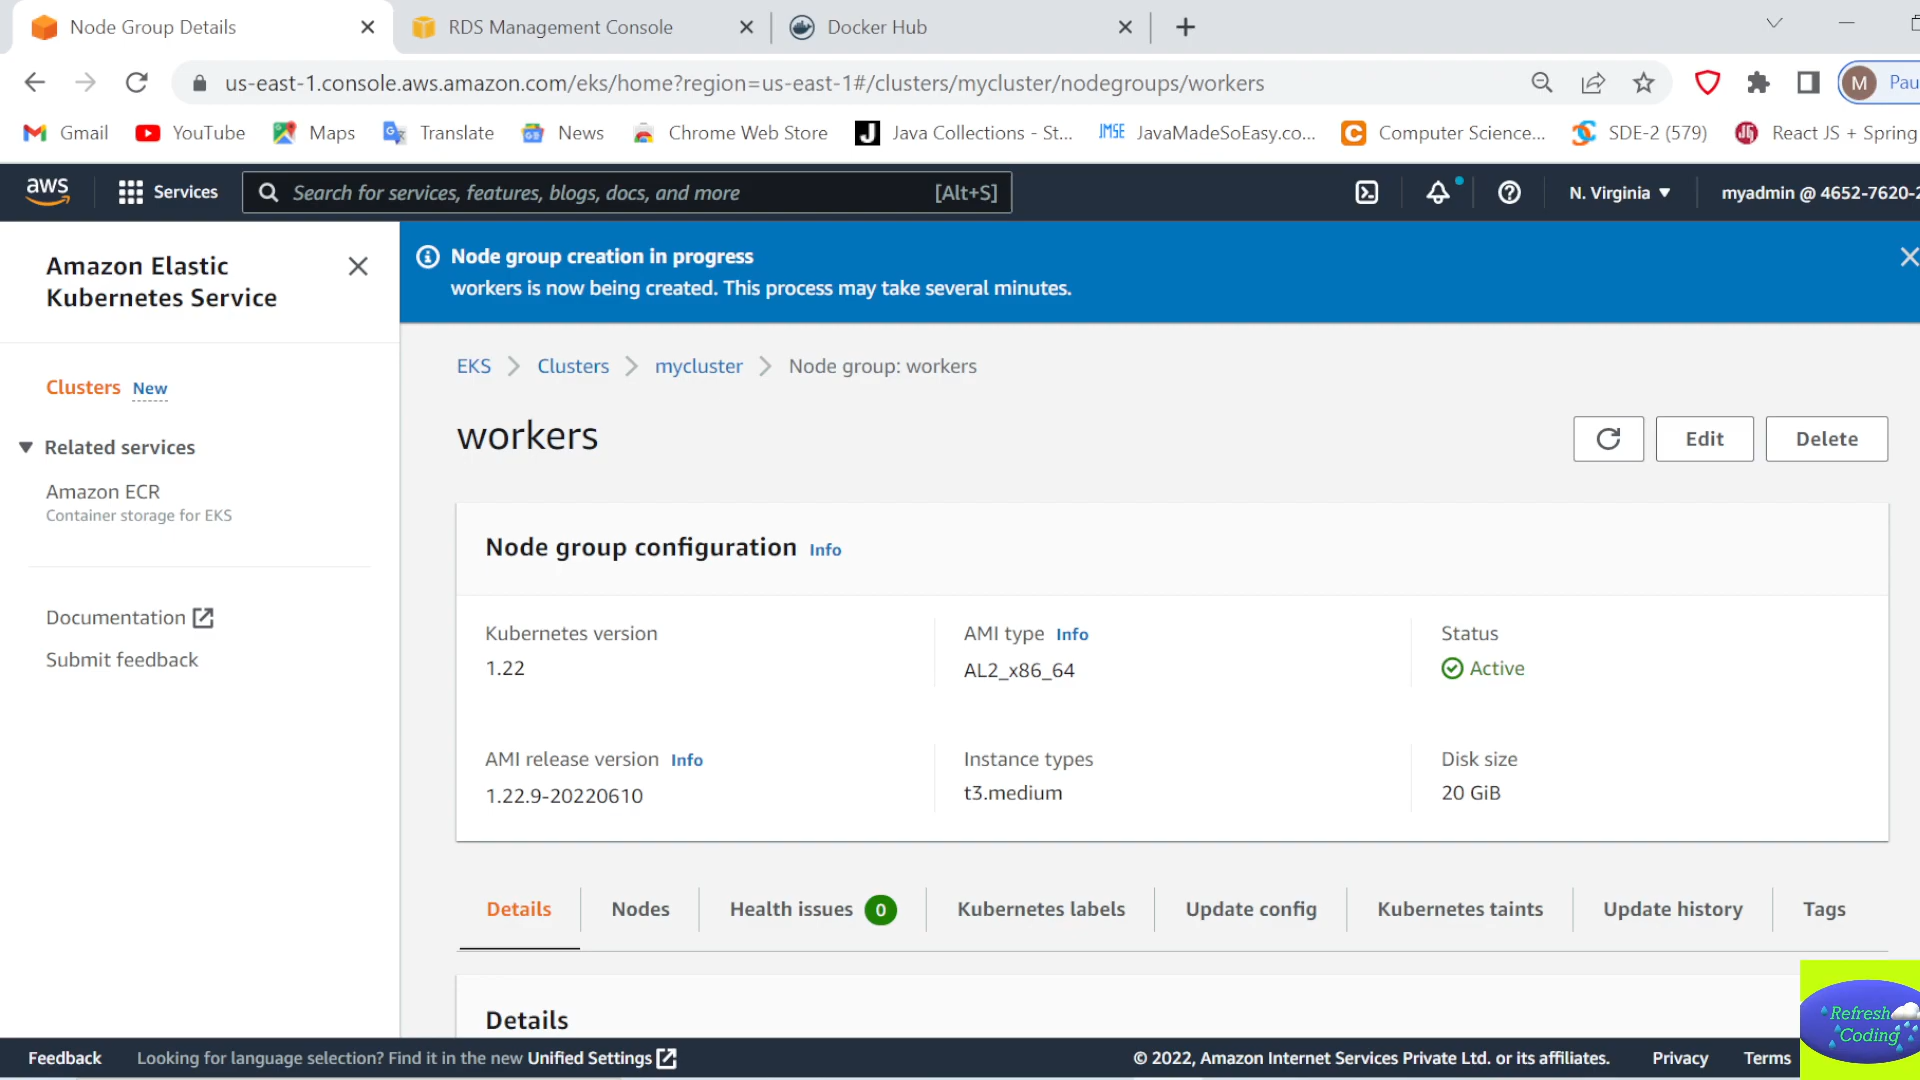 Node Group Details
RDS Management Console
Docker Hub
us-east-1.console.aws.amazon.com/eks/home?region=us-east-1#/clusters/mycluster/nodegroups/workers
M
Pau
Gmail
YouTube
Maps
Translate
News
Chrome Web Store
J
Java Collections - St...
JMSE
JavaMadeSoEasy.co...
C
Computer Science...
SDE-2 (579)
React JS + Spring
aws
Services
Search for services, features, blogs, docs, and more
[Alt+S]
N. Virginia
myadmin @ 4652-7620-2
Amazon Elastic
Kubernetes Service
Clusters New
Related services
Amazon ECR
Container storage for EKS
Documentation
Submit feedback
Node group creation in progress
workers is now being created. This process may take several minutes.
EKS
Clusters
mycluster
Node group: workers
workers
Edit
Delete
Node group configuration Info
Kubernetes version
1.22
AMI type Info
AL2_x86_64
Status
Active
AMI release version Info
1.22.9-20220610
Instance types
t3.medium
Disk size
20 GiB
Details
Nodes
Health issues 0
Kubernetes labels
Update config
Kubernetes taints
Update history
Tags
Details
Refresh
Coding
Feedback
Looking for language selection? Find it in the new Unified Settings
© 2022, Amazon Internet Services Private Ltd. or its affiliates.
Privacy
Terms